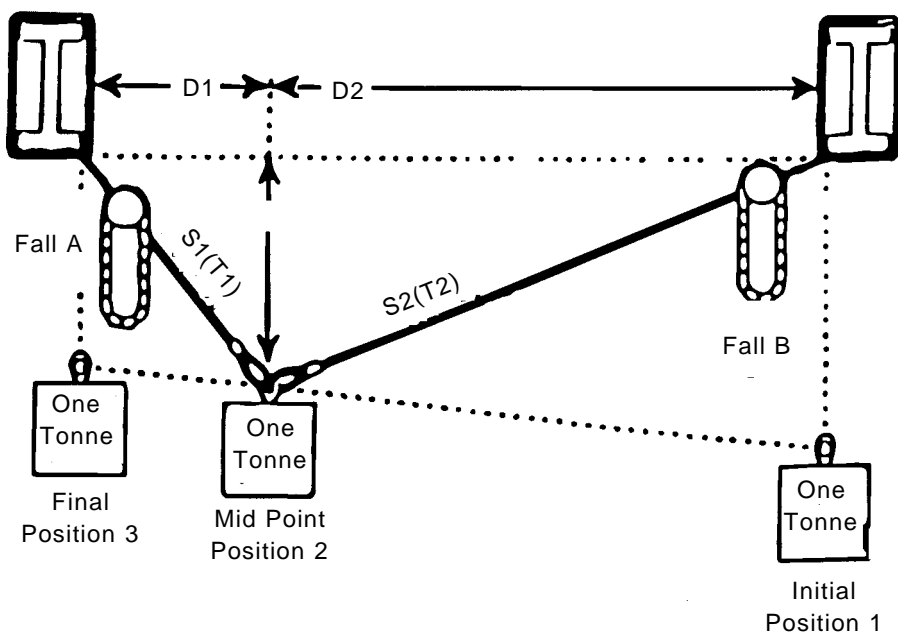 D1
D2
Fall A
S1(T1)
S2(T2)
Fall B
One
Tonne
Final
Position 3
One
Tonne
Mid Point
Position 2
One
Tonne
Initial
Position 1